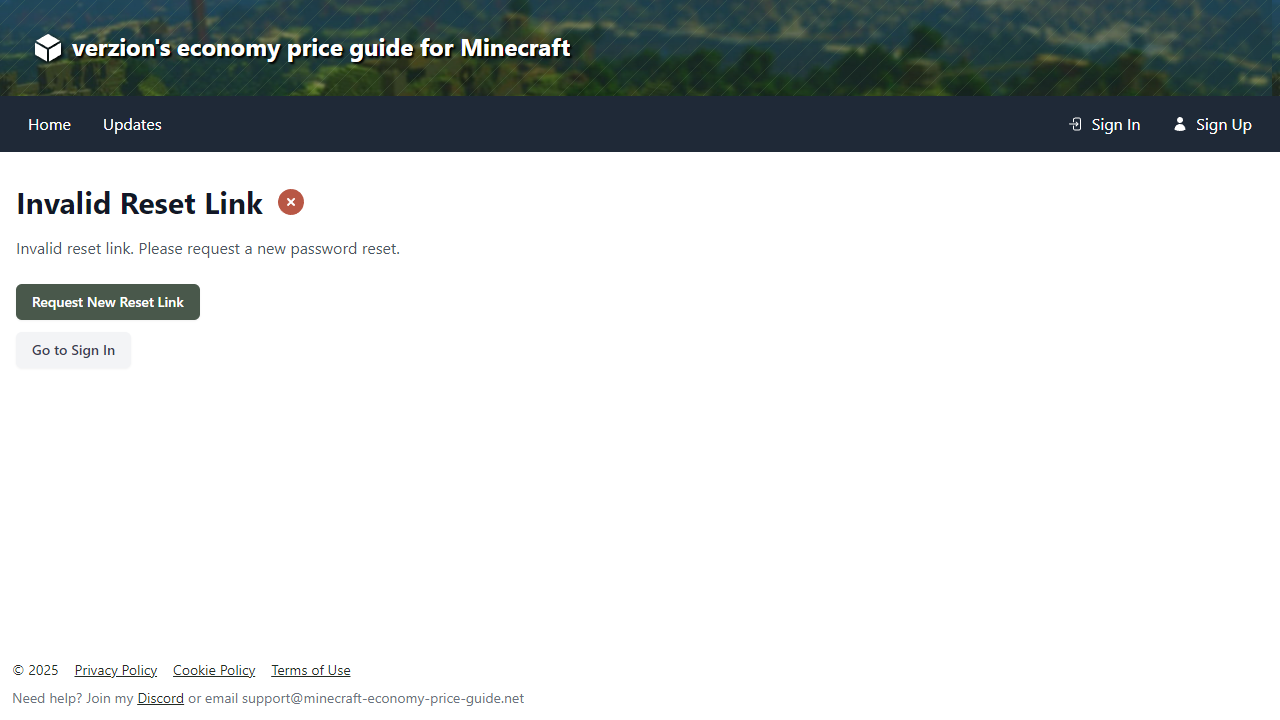 verzion's economy price guide for Minecraft
Home Updates Sign In Sign Up
Invalid Reset Link
Invalid reset link. Please request a new password reset.
Request New Reset Link
Go to Sign In
© 2025 Privacy Policy Cookie Policy Terms of Use
Need help? Join my Discord or email support@minecraft-economy-price-guide.net